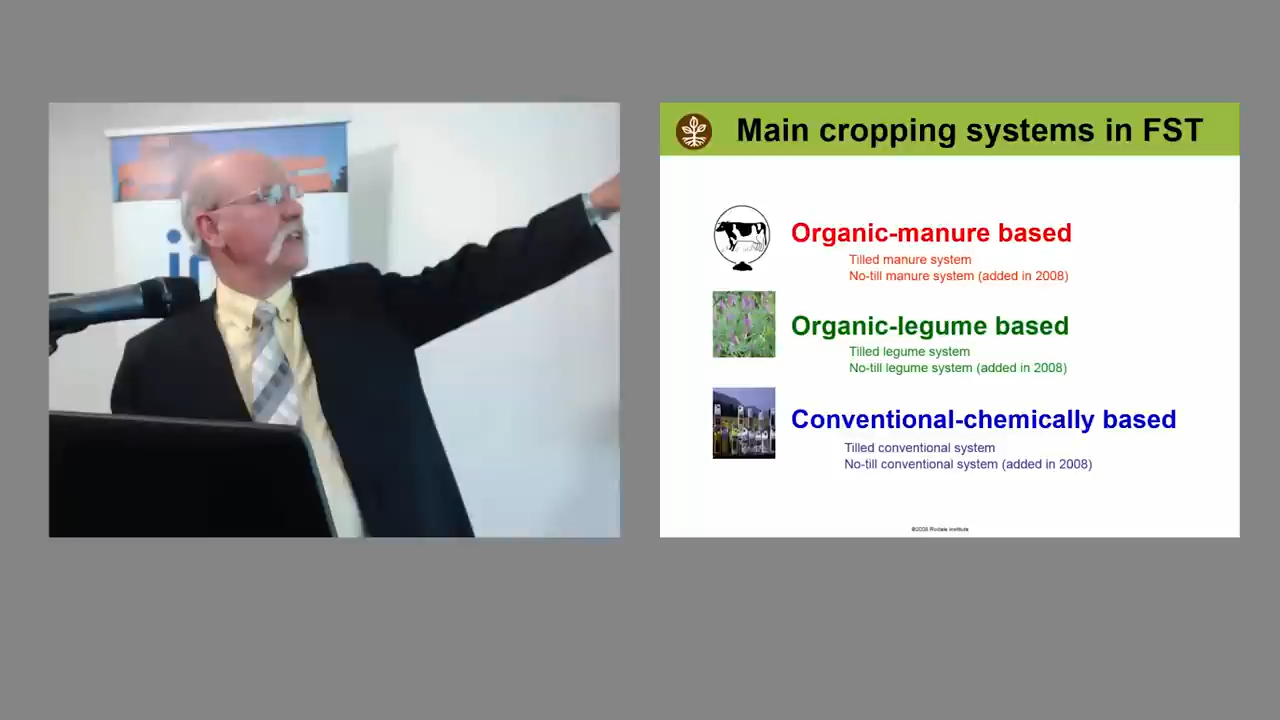 Main cropping systems in FST
Organic-manure based
Tilled manure system
No-till manure system (added in 2008)
Organic-legume based
Tilled legume system
No-till legume system (added in 2008)
Conventional-chemically based
Tilled conventional system
No-till conventional system (added in 2008)